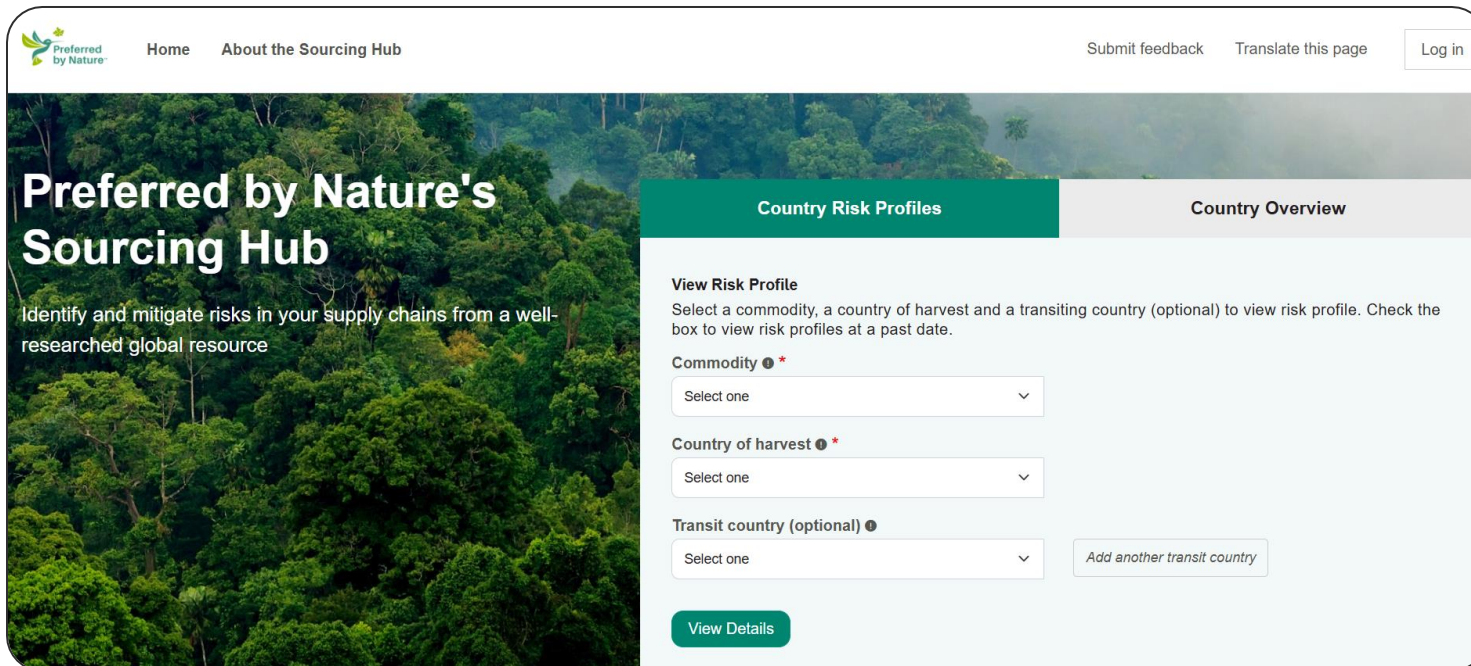 Preferred
by Nature™
Home
About the Sourcing Hub
Submit feedback
Translate this page
Log in
Preferred by Nature's
Sourcing Hub
Identify and mitigate risks in your supply chains from a well-
researched global resource
Country Risk Profiles
Country Overview
View Risk Profile
Select a commodity, a country of harvest and a transiting country (optional) to view risk profile. Check the
box to view risk profiles at a past date.
Commodity *
Select one
Country of harvest *
Select one
Transit country (optional)
Select one
Add another transit country
View Details